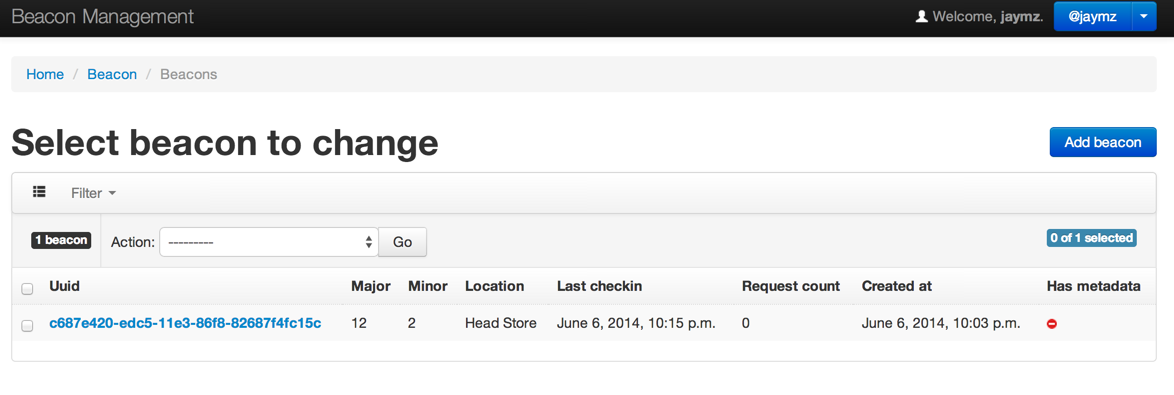 Beacon Management Welcome, jaymz. @jaymz
Home / Beacon / Beacons
Select beacon to change Add beacon
Filter
1 beacon Action: --------- Go 0 of 1 selected
Uuid Major Minor Location Last checkin Request count Created at Has metadata
c687e420-edc5-11e3-86f8-82687f4fc15c 12 2 Head Store June 6, 2014, 10:15 p.m. 0 June 6, 2014, 10:03 p.m.